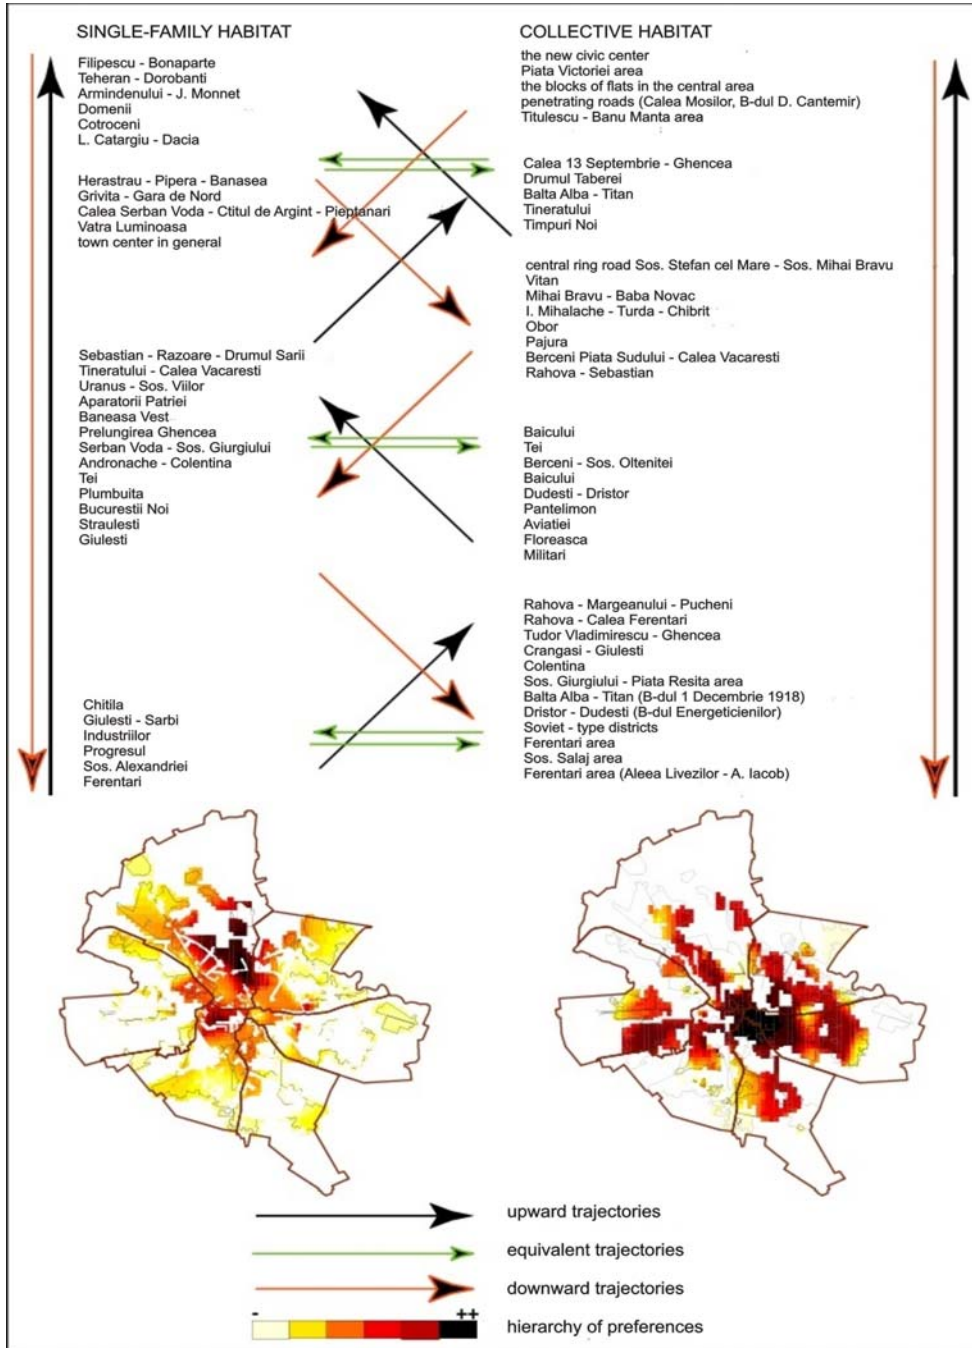 SINGLE-FAMILY HABITAT
Filipescu - Bonaparte
Teheran - Dorobanti
Armindenului - J. Monnet
Domenii
Cotroceni
L. Catargiu - Dacia
Herastrau - Pipera - Banasea
Grivita - Gara de Nord
Calea Serban Voda - Ctitul de Argint - Pieptanari
Vatra Luminoasa
town center in general
Sebastian - Razoare - Drumul Sarii
Tineratului - Calea Vacaresti
Uranus - Sos. Viilor
Aparatorii Patriei
Baneasa Vest
Prelungirea Ghencea
Serban Voda - Sos. Giurgiului
Andronache - Colentina
Tei
Plumbuita
Bucurestii Noi
Straulesti
Giulesti
Chitila
Giulesti - Sarbi
Industriilor
Progresul
Sos. Alexandriei
Ferentari
COLLECTIVE HABITAT
the new civic center
Piata Victoriei area
the blocks of flats in the central area
penetrating roads (Calea Mosilor, B-dul D. Cantemir)
Titulescu - Banu Manta area
Calea 13 Septembrie - Ghencea
Drumul Taberei
Balta Alba - Titan
Tineratului
Timpuri Noi
central ring road Sos. Stefan cel Mare - Sos. Mihai Bravu
Vitan
Mihai Bravu - Baba Novac
I. Mihalache - Turda - Chibrit
Obor
Pajura
Berceni Piata Sudului - Calea Vacaresti
Rahova - Sebastian
Baicului
Tei
Berceni - Sos. Oltenitei
Baicului
Dudesti - Dristor
Pantelimon
Aviatiei
Floreasca
Militari
Rahova - Margeanului - Pucheni
Rahova - Calea Ferentari
Tudor Vladimirescu - Ghencea
Crangasi - Giulesti
Colentina
Sos. Giurgiului - Piata Resita area
Balta Alba - Titan (B-dul 1 Decembrie 1918)
Dristor - Dudesti (B-dul Energeticienilor)
Soviet - type districts
Ferentari area
Sos. Salaj area
Ferentari area (Aleea Livezilor - A. Iacob)
upward trajectories
equivalent trajectories
downward trajectories
- ++
hierarchy of preferences